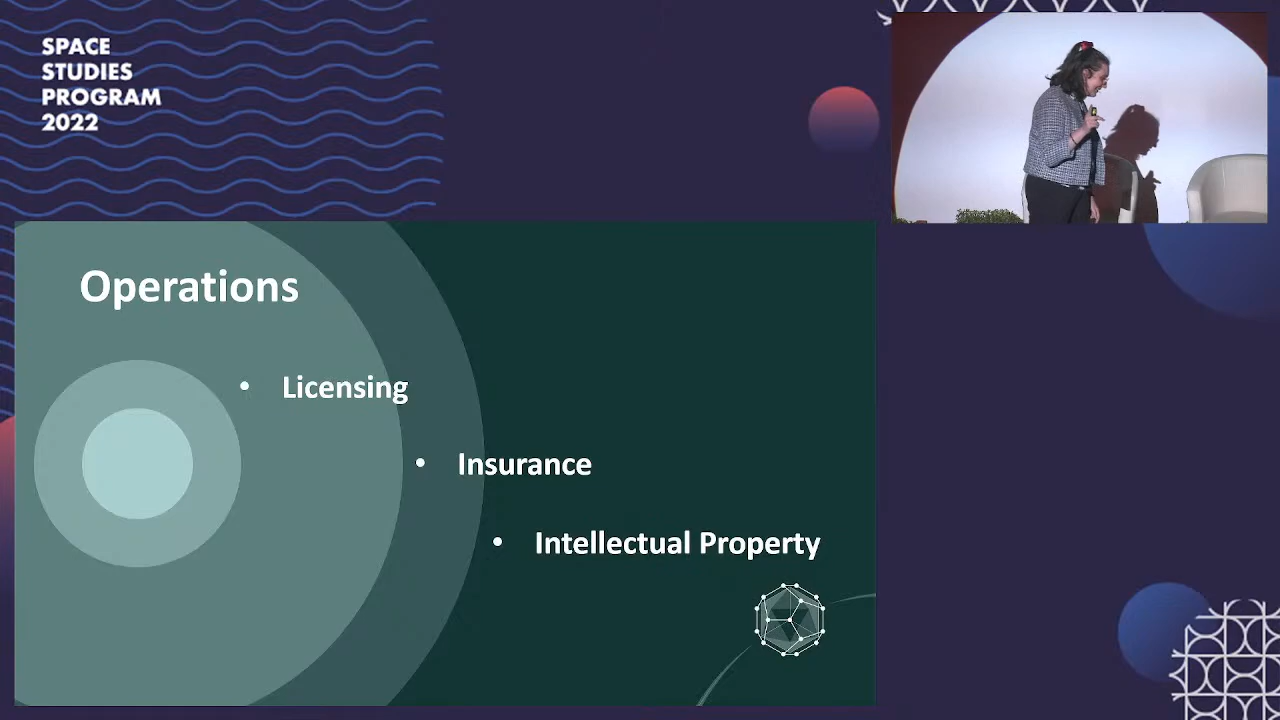 SPACE
STUDIES
PROGRAM
2022
Operations
• Licensing
• Insurance
• Intellectual Property